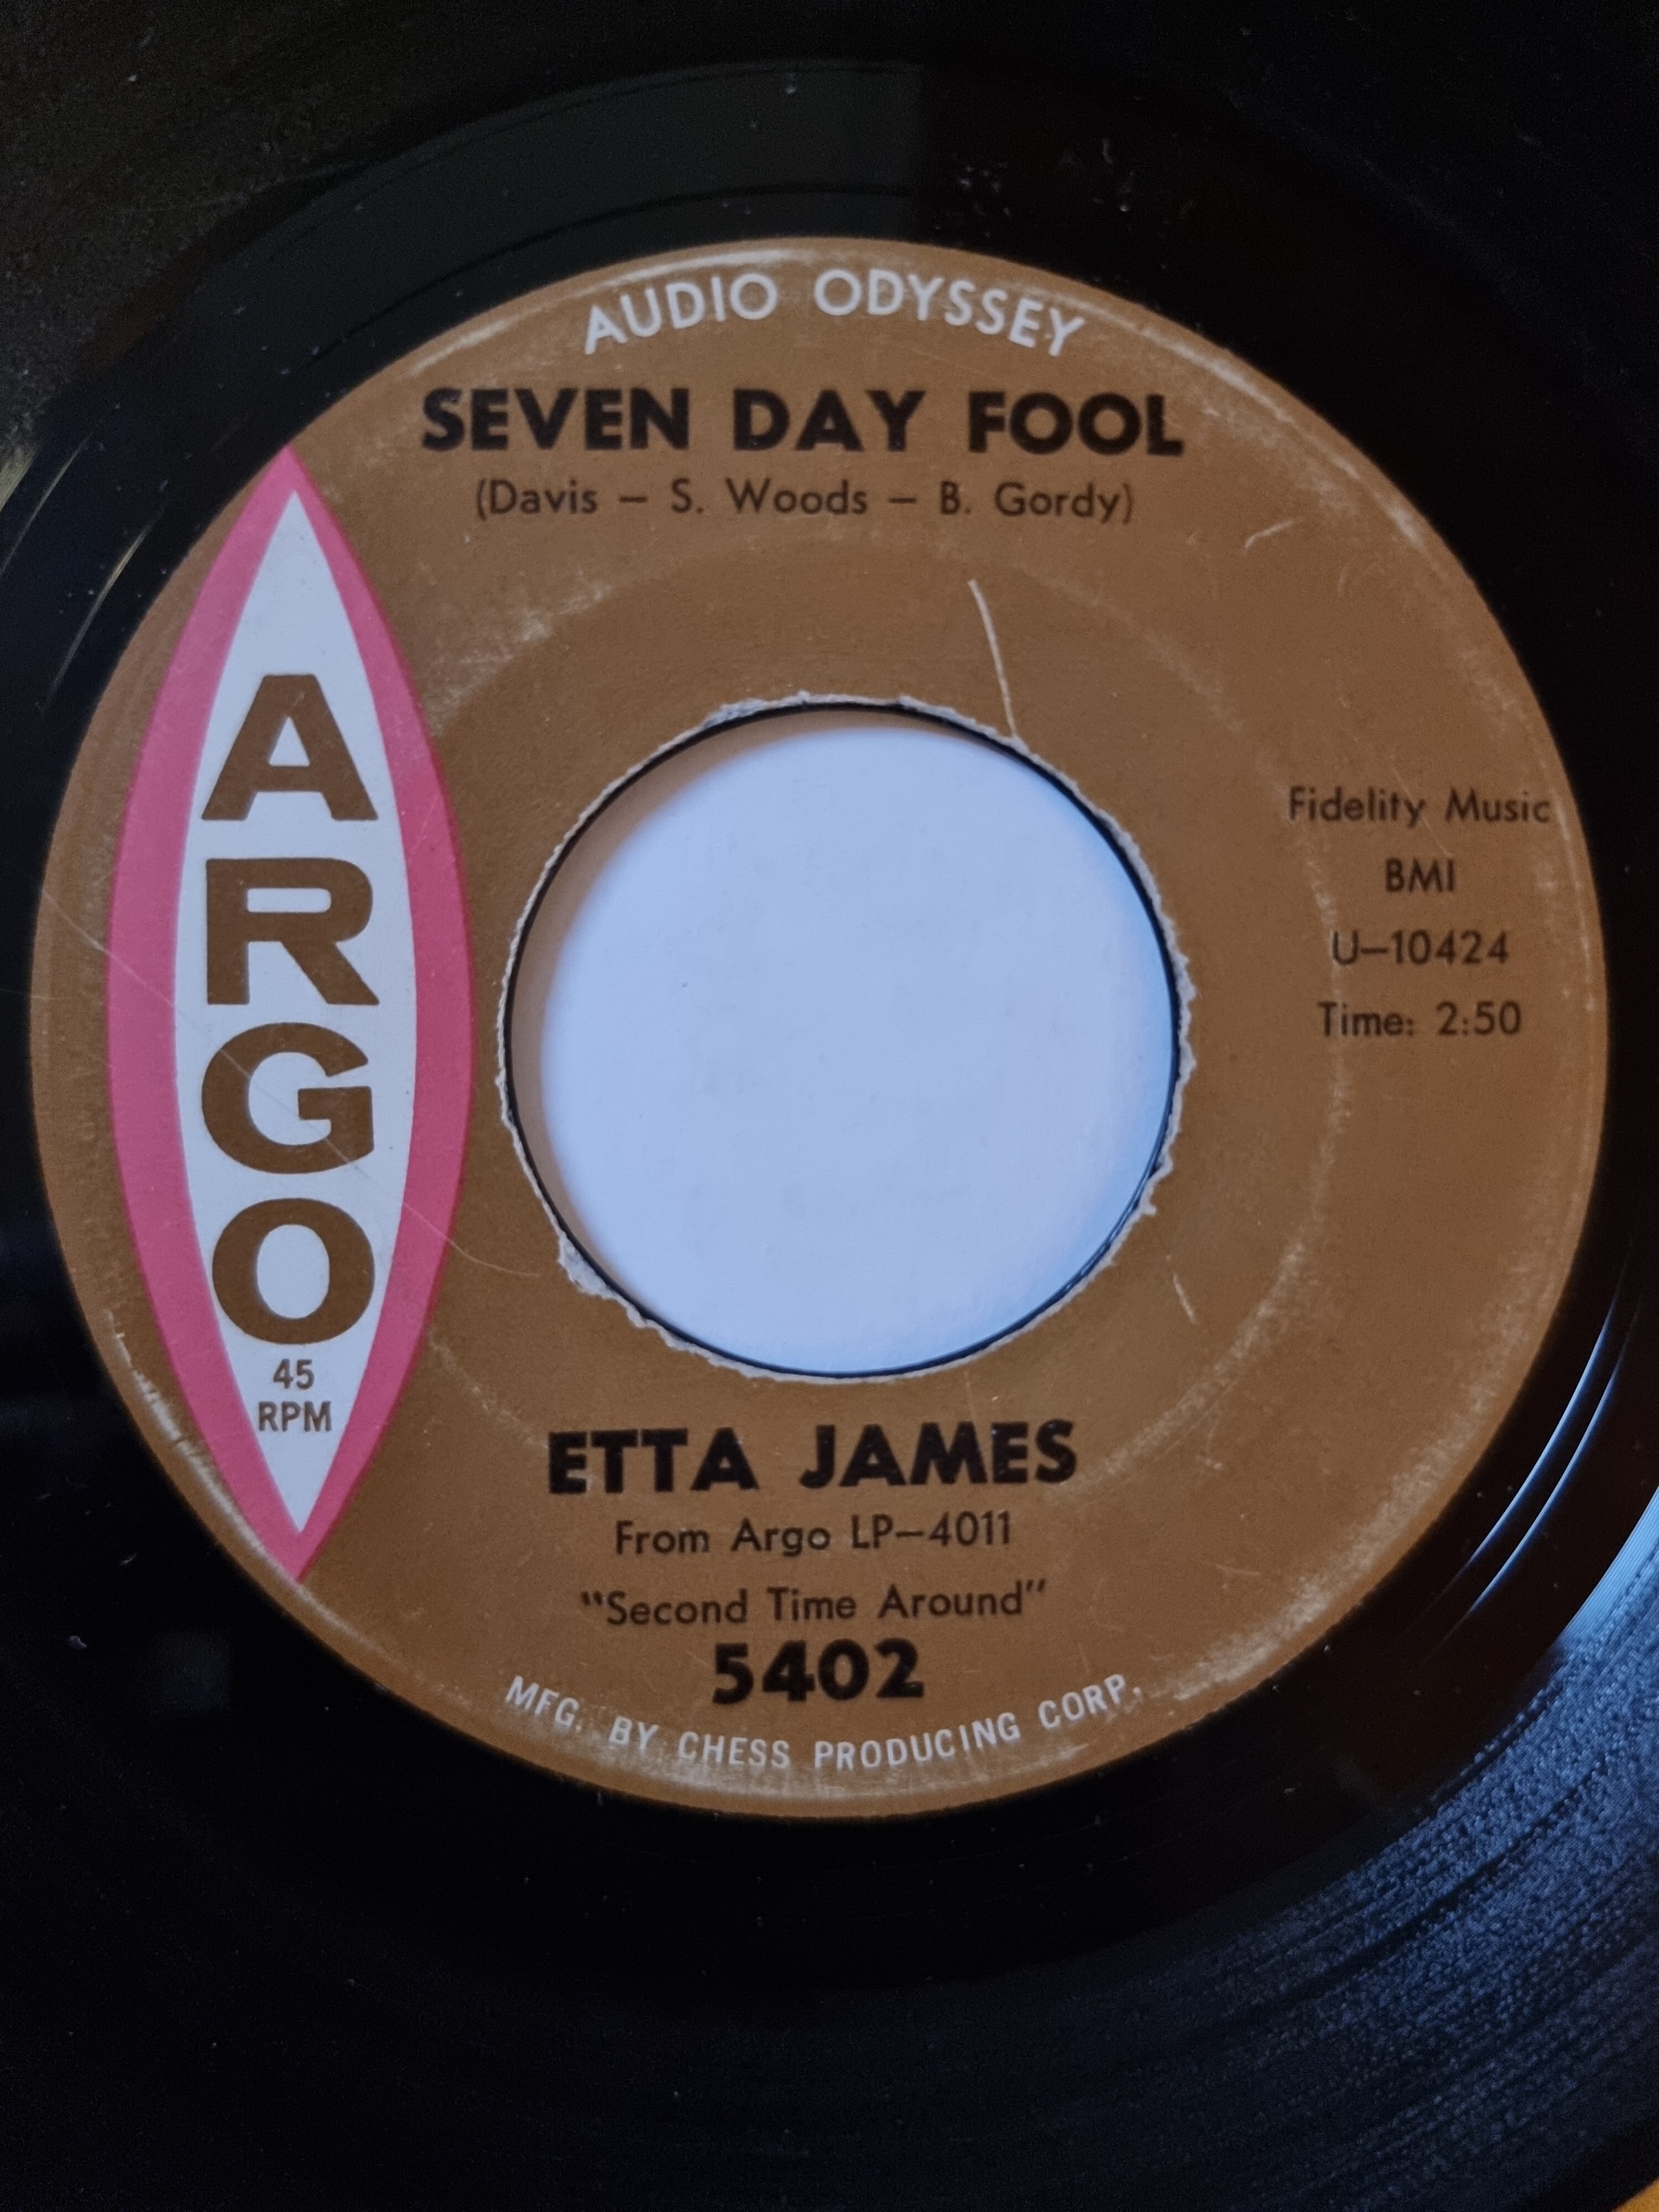 AUDIO ODYSSEY
SEVEN DAY FOOL
(Davis — S. Woods — B. Gordy)
ARGO
45
RPM
Fidelity Music
BMI
U—10424
Time: 2:50
ETTA JAMES
From Argo LP—4011
"Second Time Around"
5402
MFG. BY CHESS PRODUCING CORP.